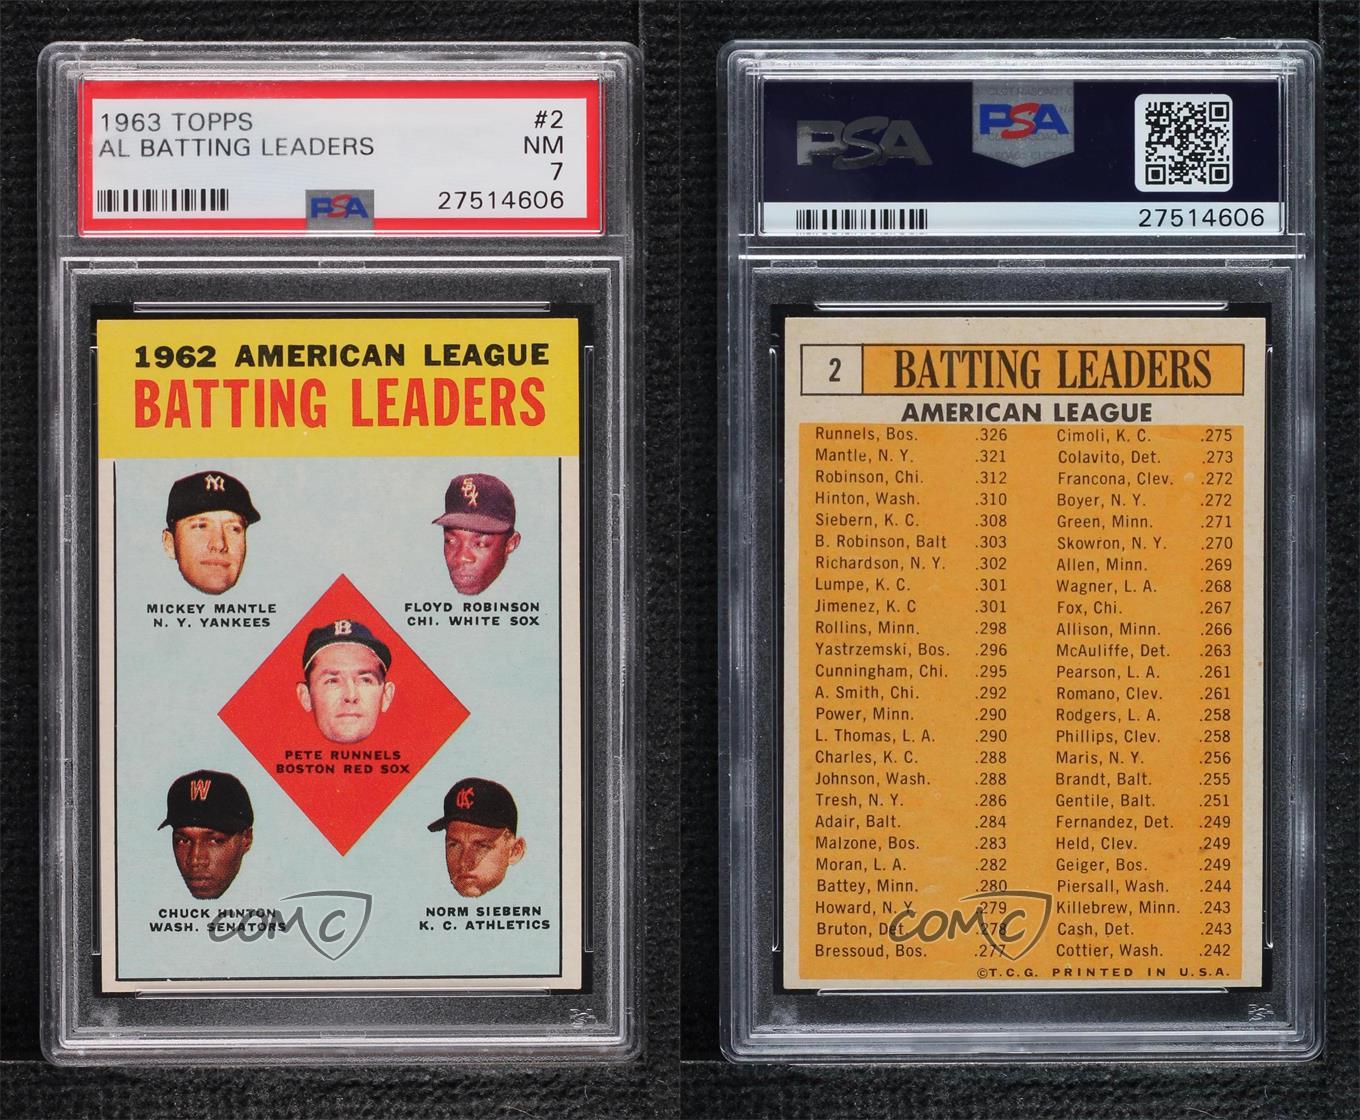 1963 TOPPS #2
AL BATTING LEADERS NM
7
PSA 27514606
1962 AMERICAN LEAGUE
BATTING LEADERS
NY
SOX
MICKEY MANTLE
N. Y. YANKEES
FLOYD ROBINSON
CHI. WHITE SOX
B
PETE RUNNELS
BOSTON RED SOX
W
KC
CHUCK HINTON
WASH. SENATORS
NORM SIEBERN
K. C. ATHLETICS
COMC
PSA
PSA
27514606
2 BATTING LEADERS
AMERICAN LEAGUE
Runnels, Bos. .326 Cimoli, K. C. .275
Mantle, N. Y. .321 Colavito, Det. .273
Robinson, Chi. .312 Francona, Clev. .272
Hinton, Wash. .310 Boyer, N. Y. .272
Siebern, K. C. .308 Green, Minn. .271
B. Robinson, Balt .303 Skowron, N. Y. .270
Richardson, N. Y. .302 Allen, Minn. .269
Lumpe, K. C. .301 Wagner, L. A. .268
Jimenez, K. C .301 Fox, Chi. .267
Rollins, Minn. .298 Allison, Minn. .266
Yastrzemski, Bos. .296 McAuliffe, Det. .263
Cunningham, Chi. .295 Pearson, L. A. .261
A. Smith, Chi. .292 Romano, Clev. .261
Power, Minn. .290 Rodgers, L. A. .258
L. Thomas, L. A. .290 Phillips, Clev. .258
Charles, K. C. .288 Maris, N. Y. .256
Johnson, Wash. .288 Brandt, Balt. .255
Tresh, N. Y. .286 Gentile, Balt. .251
Adair, Balt. .284 Fernandez, Det. .249
Malzone, Bos. .283 Held, Clev. .249
Moran, L. A. .282 Geiger, Bos. .249
Battey, Minn. .280 Piersall, Wash. .244
Howard, N. Y. .279 Killebrew, Minn. .243
Bruton, Det. .278 Cash, Det. .243
Bressoud, Bos. .277 Cottier, Wash. .242
©T.C.G. PRINTED IN U.S.A.
COMC